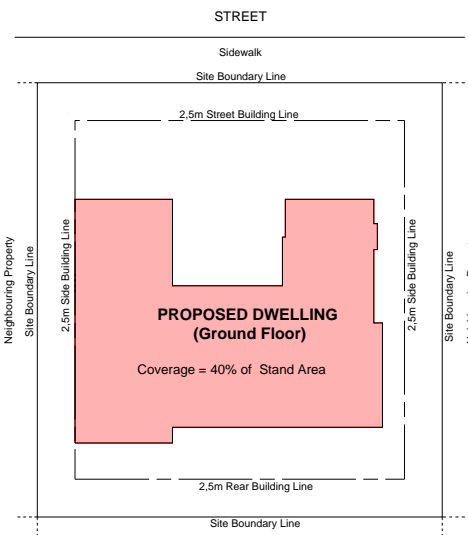 STREET
Sidewalk
Site Boundary Line
2,5m Street Building Line
Neighbouring Property
Site Boundary Line
2,5m Side Building Line
PROPOSED DWELLING
(Ground Floor)
Coverage = 40% of Stand Area
2,5m Side Building Line
Site Boundary Line
2,5m Rear Building Line
Site Boundary Line